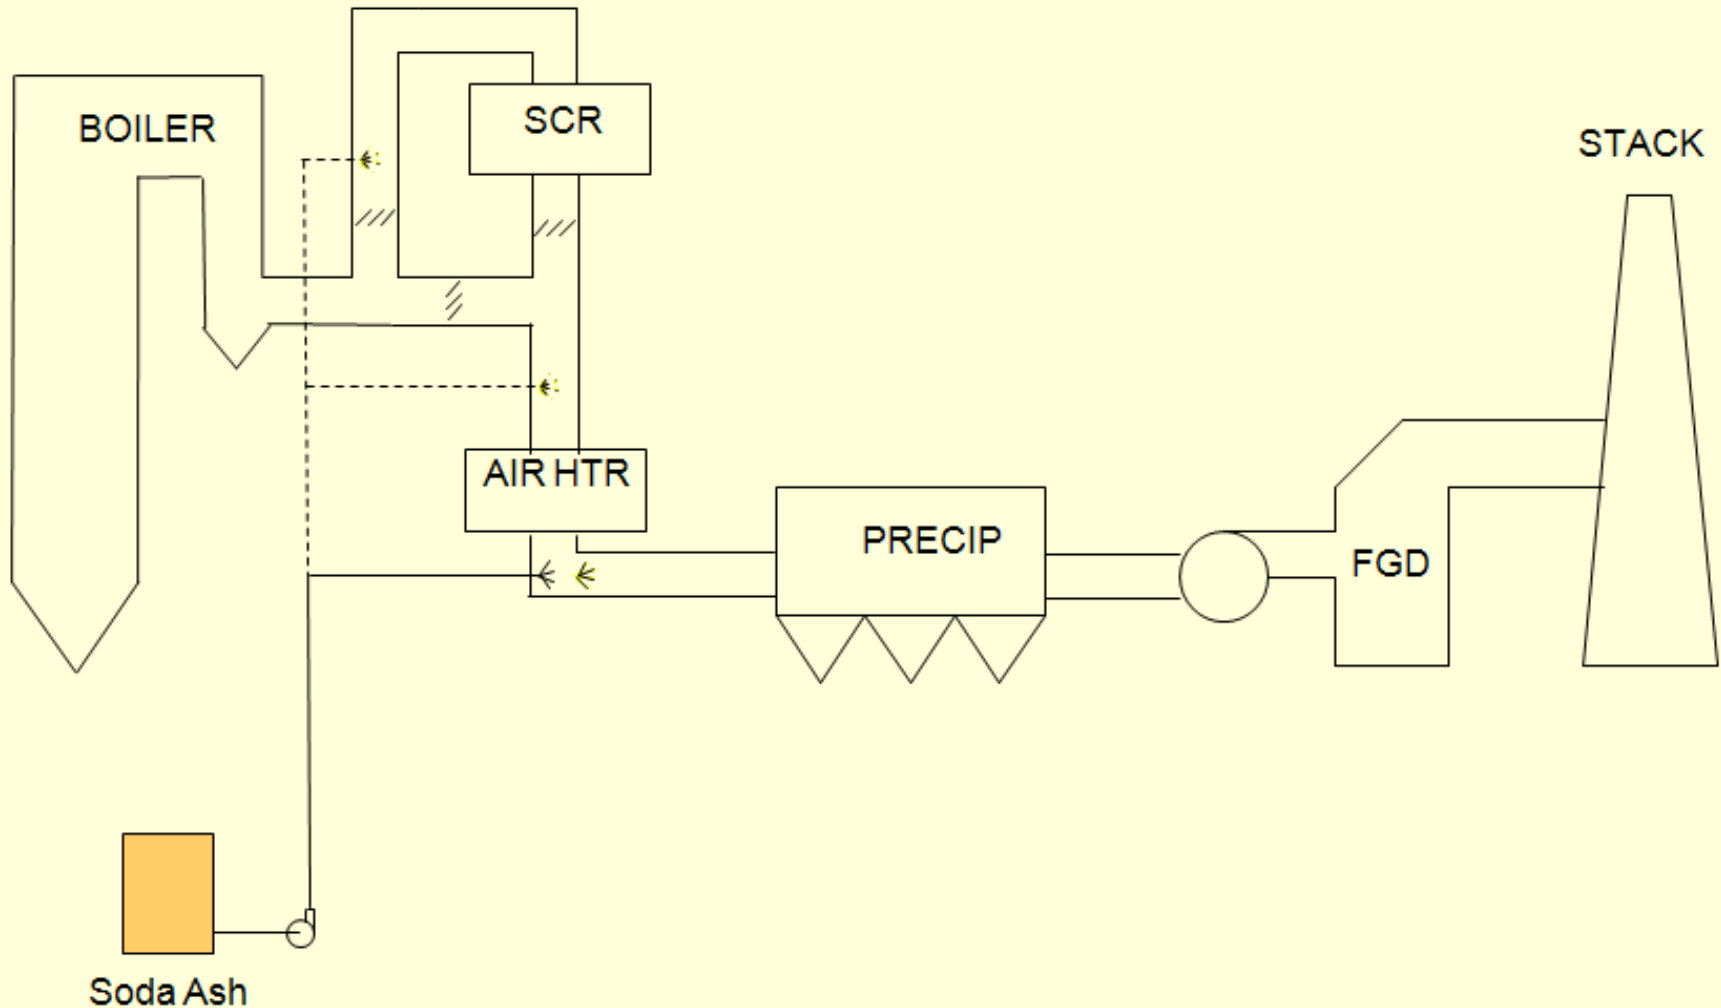 BOILER
SCR
STACK
AIR HTR
PRECIP
FGD
Soda Ash